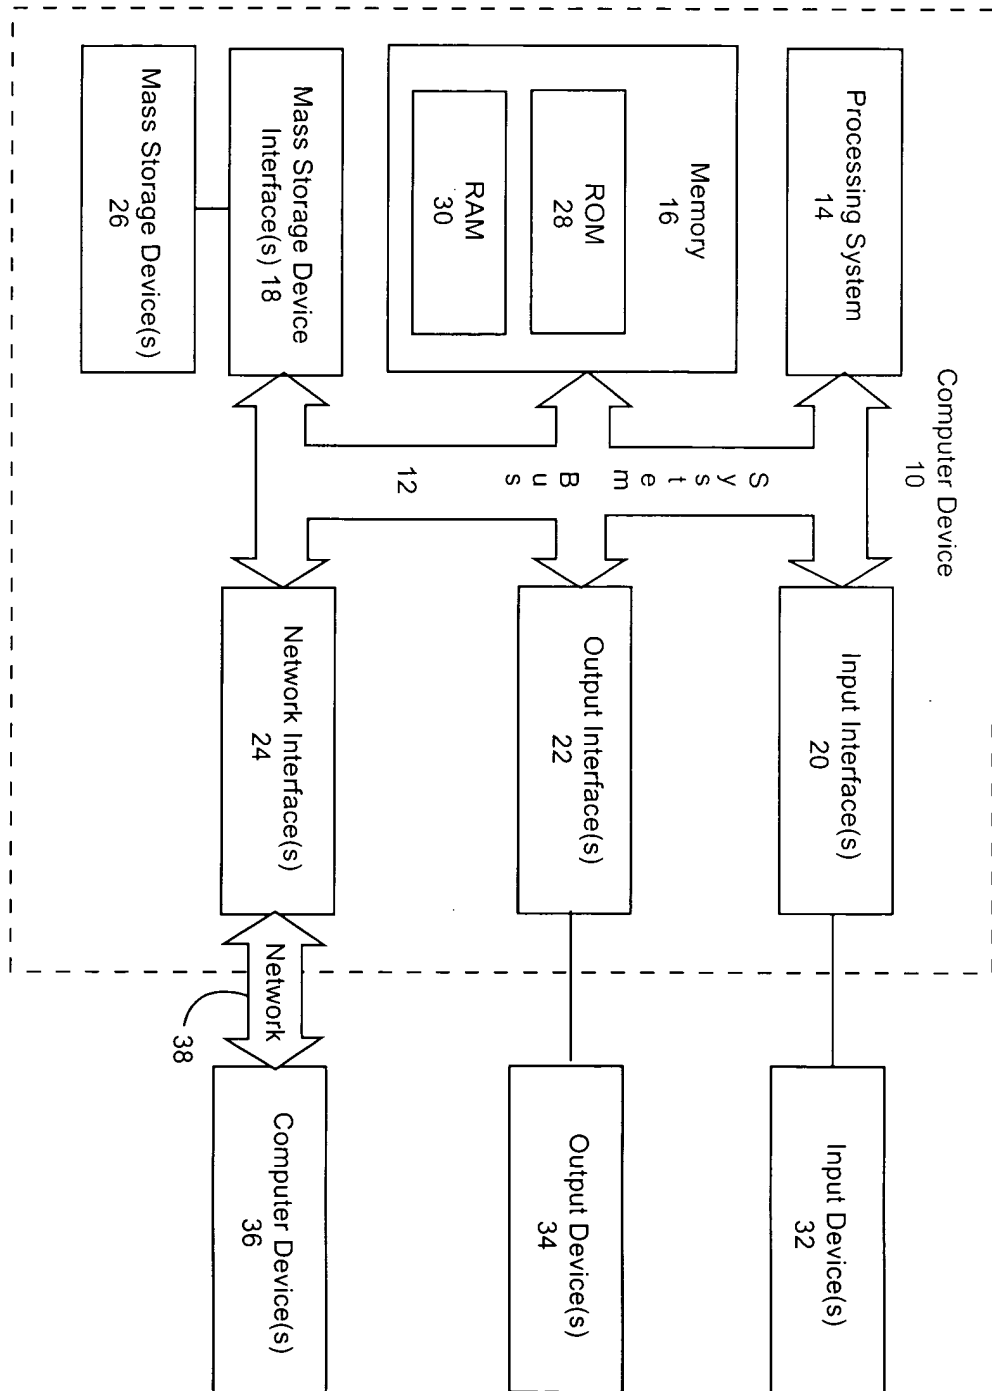 Computer Device
10
Processing System
14
Memory
16
ROM
28
RAM
30
Mass Storage Device
Interface(s) 18
Mass Storage Device(s)
26
System
Bus
12
Input Interface(s)
20
Output Interface(s)
22
Network Interface(s)
24
Network
38
Input Device(s)
32
Output Device(s)
34
Computer Device(s)
36